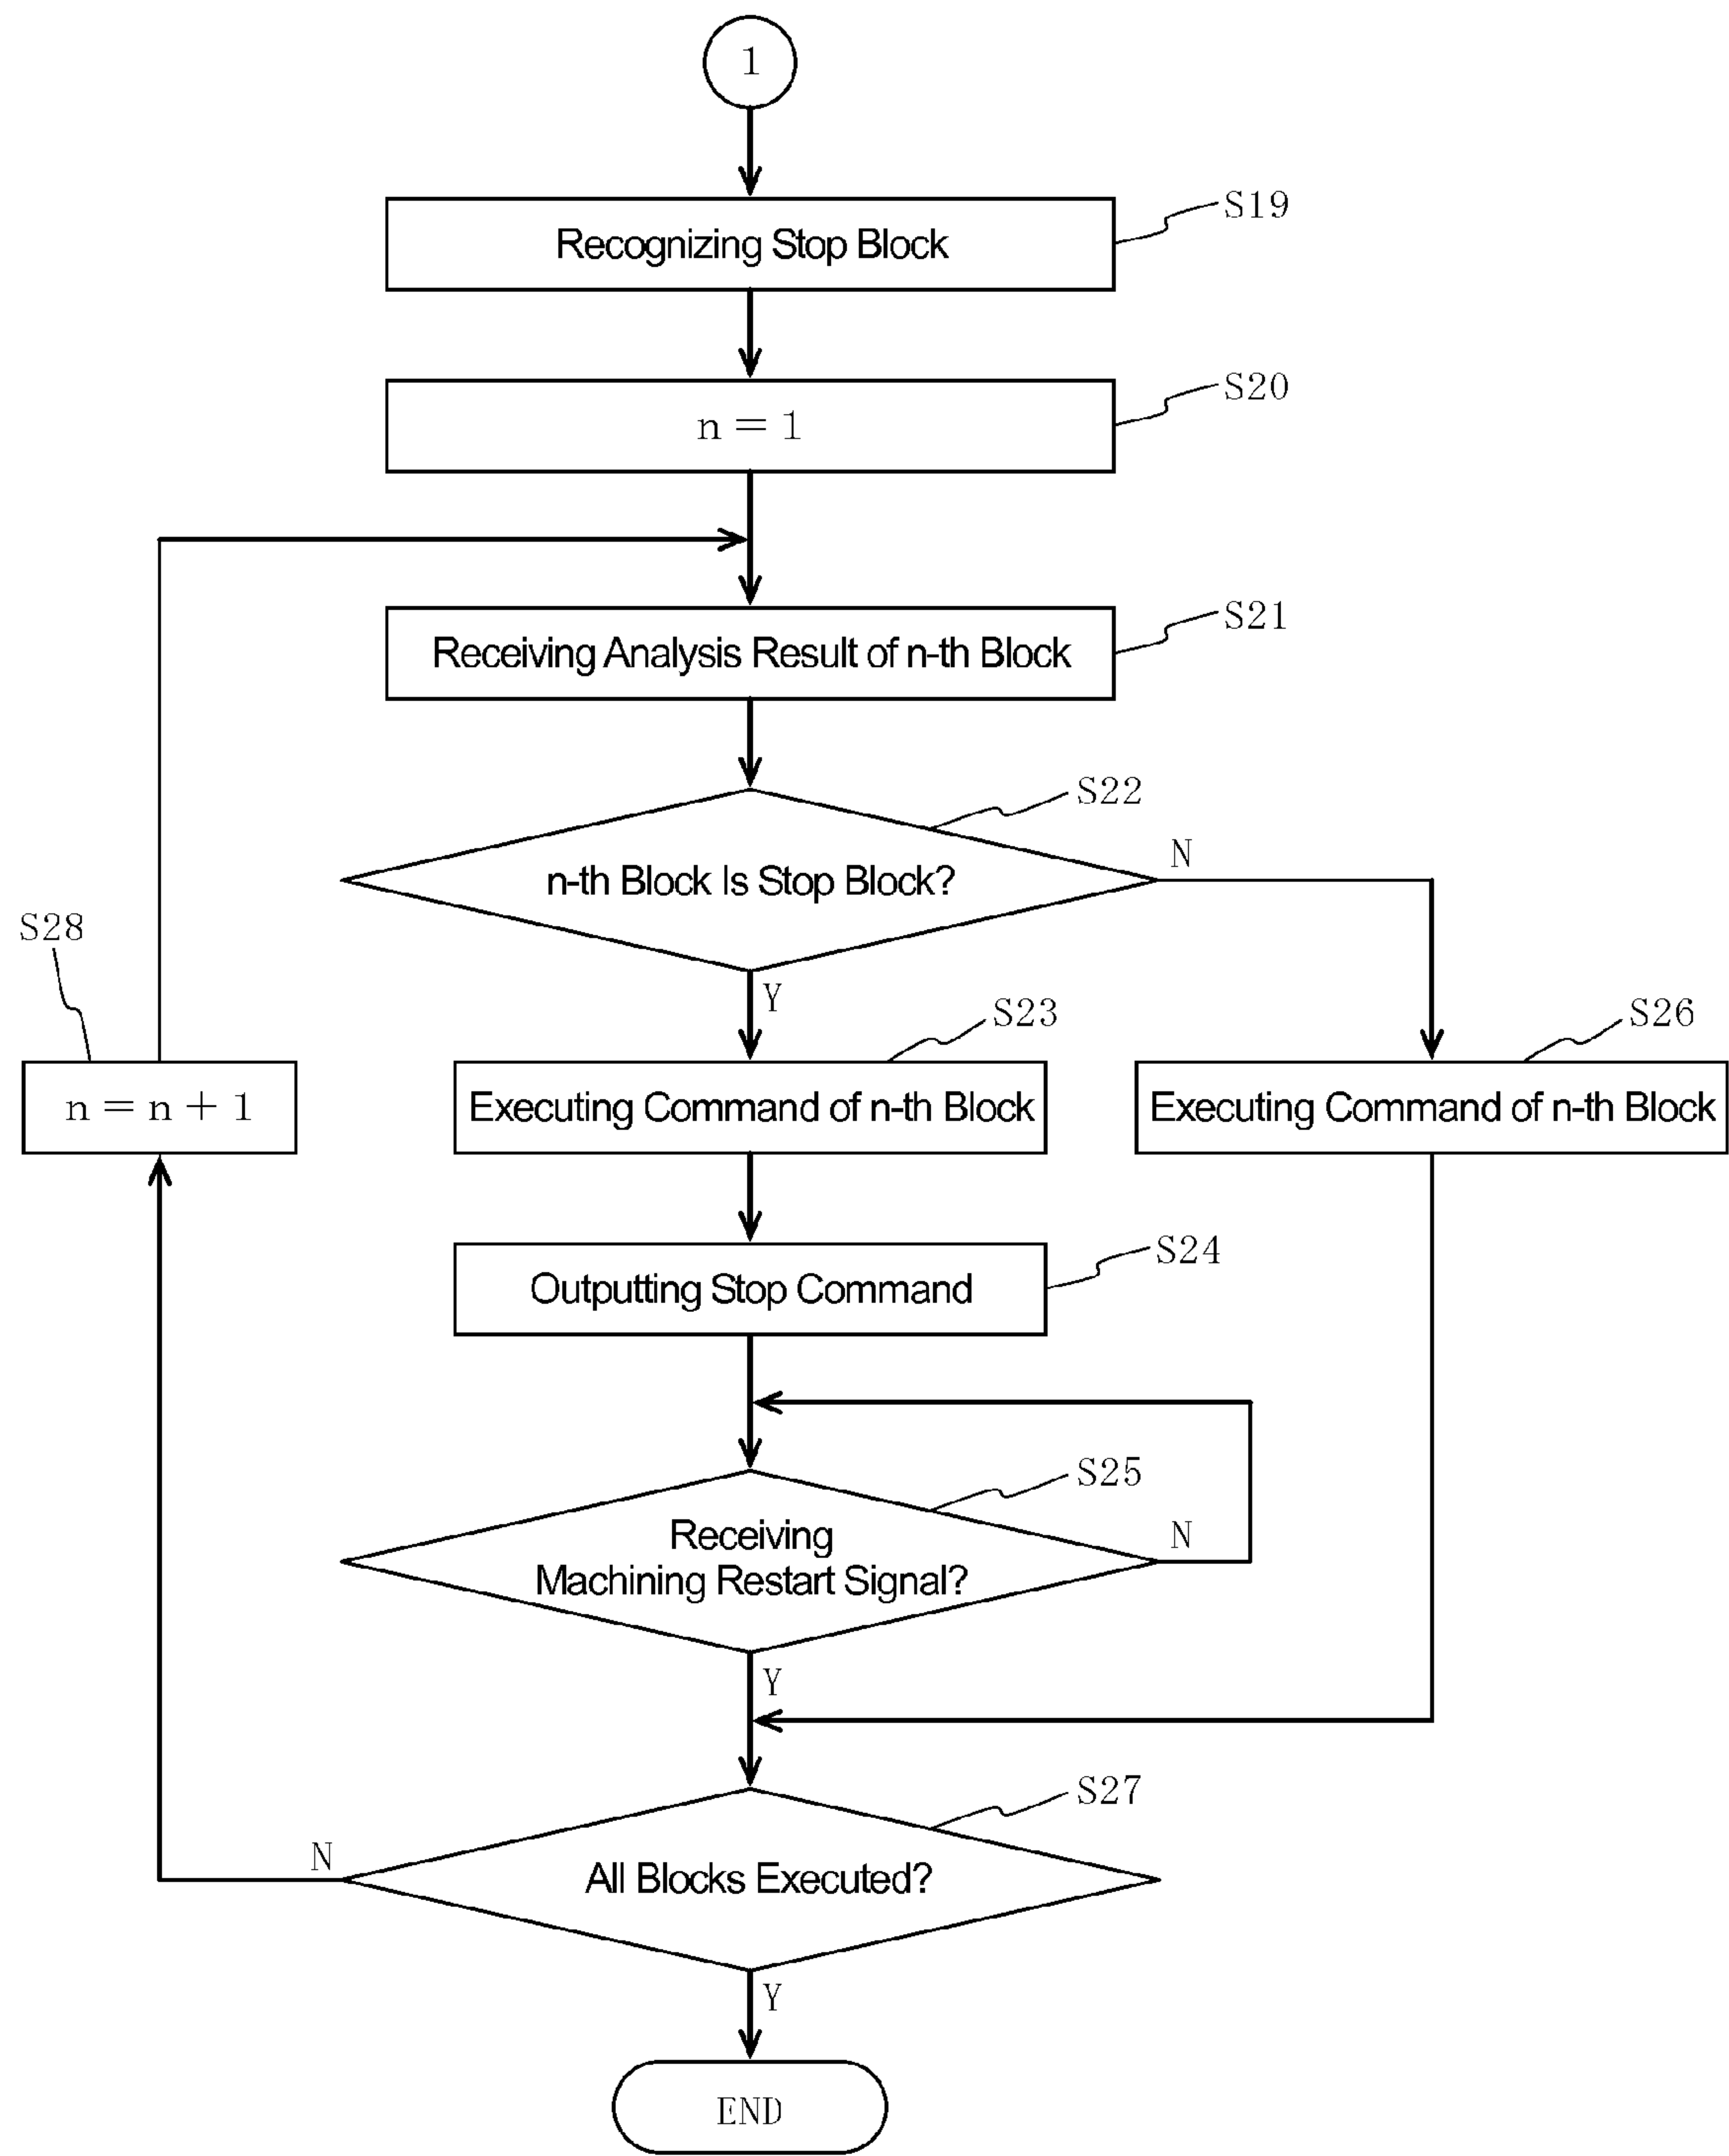 1
Recognizing Stop Block
S19
n = 1
S20
Receiving Analysis Result of n-th Block
S21
n-th Block Is Stop Block?
S22
N
Y
S28
n = n + 1
Executing Command of n-th Block
S23
Executing Command of n-th Block
S26
Outputting Stop Command
S24
Receiving
Machining Restart Signal?
S25
N
Y
All Blocks Executed?
S27
N
Y
END